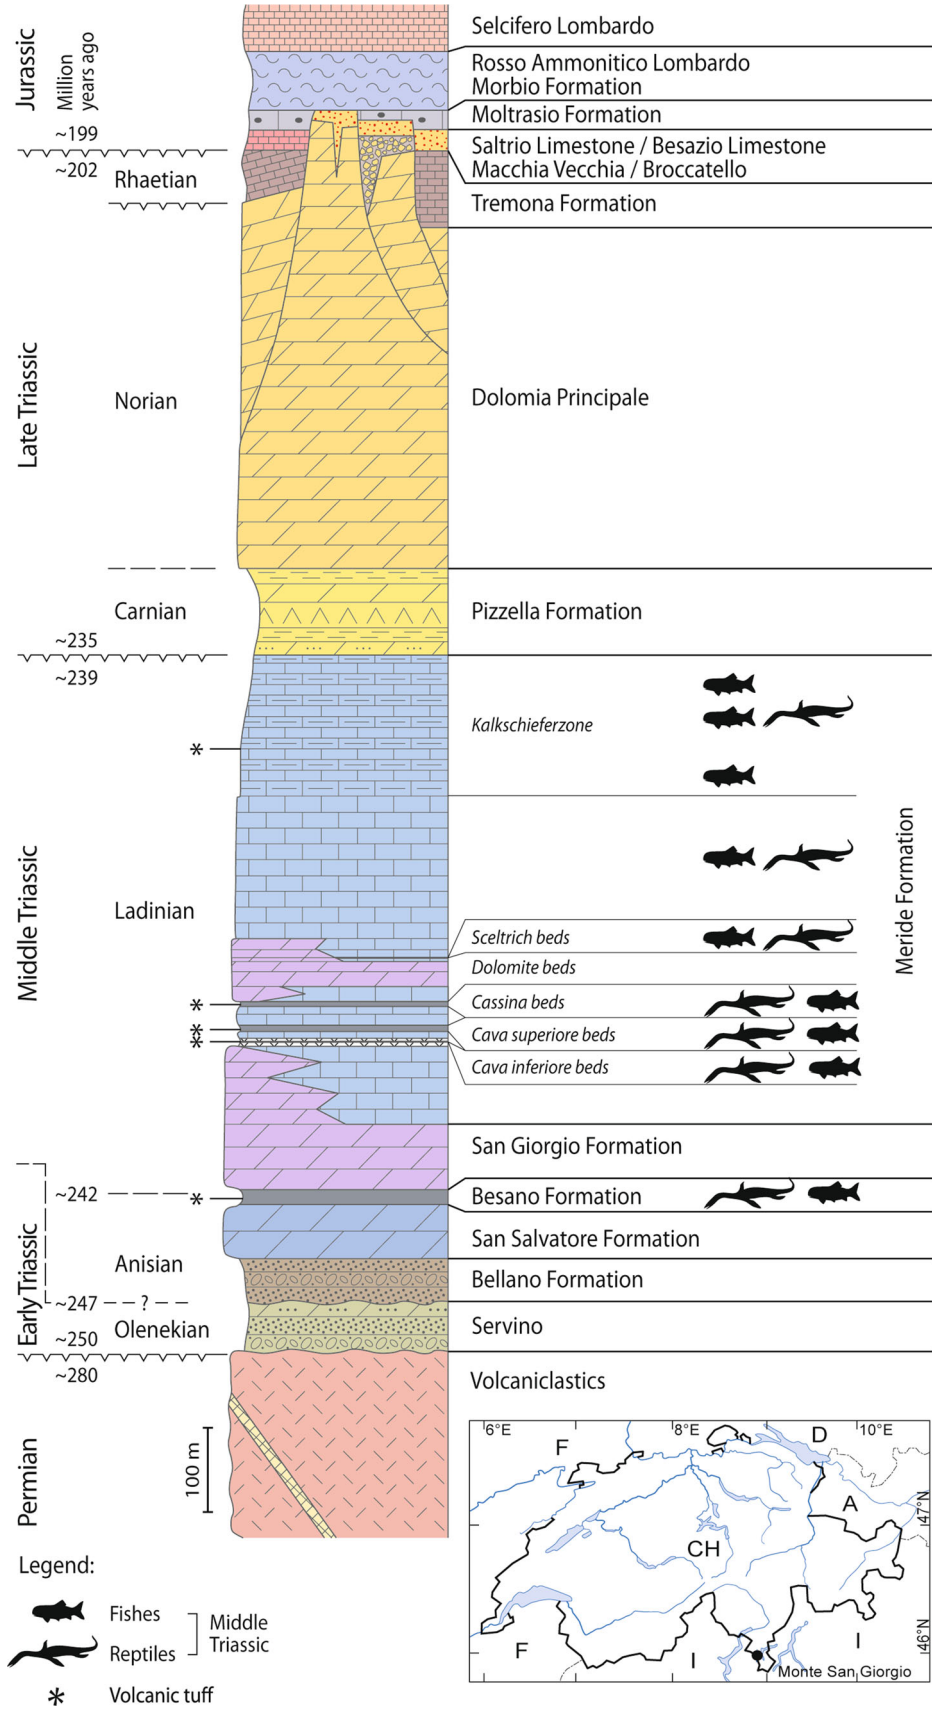 Jurassic
Million
years ago
~199
~202
Rhaetian
Late Triassic
Norian
Carnian
~235
~239
Middle Triassic
Ladinian
~242
Early Triassic
Anisian
~247
?
Olenekian
~250
~280
Permian
100 m
*
*
*
*
*
Selcifero Lombardo
Rosso Ammonitico Lombardo
Morbio Formation
Moltrasio Formation
Saltrio Limestone / Besazio Limestone
Macchia Vecchia / Broccatello
Tremona Formation
Dolomia Principale
Pizzella Formation
Kalkschieferzone
Sceltrich beds
Dolomite beds
Cassina beds
Cava superiore beds
Cava inferiore beds
Meride Formation
San Giorgio Formation
Besano Formation
San Salvatore Formation
Bellano Formation
Servino
Volcaniclastics
6°E
8°E
10°E
F
D
A
47°N
CH
46°N
F
I
I
Monte San Giorgio
Legend:
Fishes
Reptiles
Middle
Triassic
* Volcanic tuff